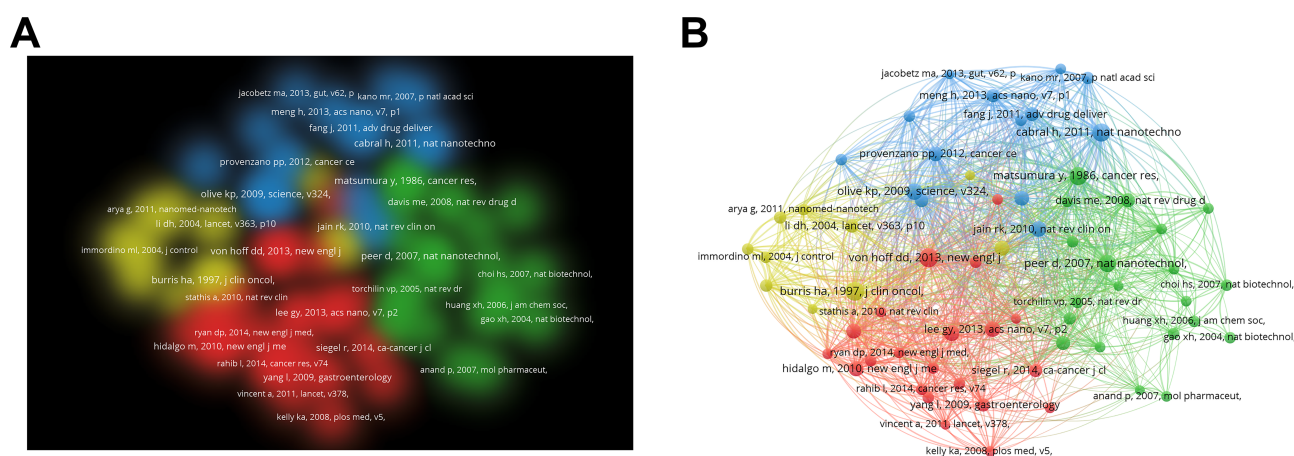 A
jacobetz ma, 2013, gut, v62, p
kano mr, 2007, p natl acad sci
meng h, 2013, acs nano, v7, p1
fang j, 2011, adv drug deliver
cabral h, 2011, nat nanotechno
provenzano pp, 2012, cancer ce
matsumura y, 1986, cancer res,
olive kp, 2009, science, v324,
davis me, 2008, nat rev drug d
arya g, 2011, nanomed-nanotech
li dh, 2004, lancet, v363, p10
jain rk, 2010, nat rev clin on
immordino ml, 2004, j control
von hoff dd, 2013, new engl j
peer d, 2007, nat nanotechnol,
choi hs, 2007, nat biotechnol,
burris ha, 1997, j clin oncol,
torchilin vp, 2005, nat rev dr
stathis a, 2010, nat rev clin
huang xh, 2006, j am chem soc,
lee gy, 2013, acs nano, v7, p2
gao xh, 2004, nat biotechnol,
ryan dp, 2014, new engl j med,
hidalgo m, 2010, new engl j me
siegel r, 2014, ca-cancer j cl
rahib l, 2014, cancer res, v74
anand p, 2007, mol pharmaceut,
yang l, 2009, gastroenterology
vincent a, 2011, lancet, v378,
kelly ka, 2008, plos med, v5,
B
jacobetz ma, 2013, gut, v62, p
kano mr, 2007, p natl acad sci
meng h, 2013, acs nano, v7, p1
fang j, 2011, adv drug deliver
cabral h, 2011, nat nanotechno
provenzano pp, 2012, cancer ce
matsumura y, 1986, cancer res,
olive kp, 2009, science, v324,
davis me, 2008, nat rev drug d
arya g, 2011, nanomed-nanotech
li dh, 2004, lancet, v363, p10
jain rk, 2010, nat rev clin on
immordino ml, 2004, j control
von hoff dd, 2013, new engl j
peer d, 2007, nat nanotechnol,
choi hs, 2007, nat biotechnol,
burris ha, 1997, j clin oncol,
torchilin vp, 2005, nat rev dr
stathis a, 2010, nat rev clin
huang xh, 2006, j am chem soc,
lee gy, 2013, acs nano, v7, p2
gao xh, 2004, nat biotechnol,
ryan dp, 2014, new engl j med,
hidalgo m, 2010, new engl j me
siegel r, 2014, ca-cancer j cl
rahib l, 2014, cancer res, v74
anand p, 2007, mol pharmaceut,
yang l, 2009, gastroenterology
vincent a, 2011, lancet, v378,
kelly ka, 2008, plos med, v5,